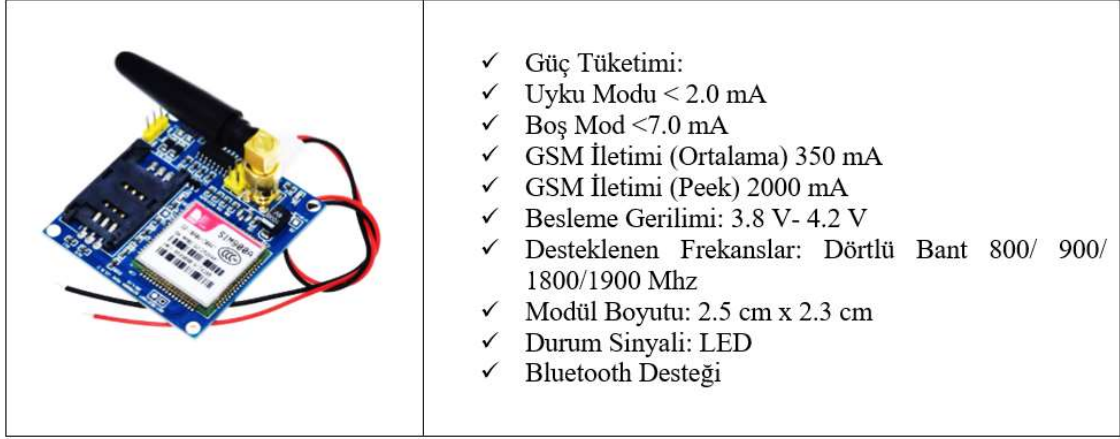 SIM900A
✓ Güç Tüketimi:
✓ Uyku Modu < 2.0 mA
✓ Boş Mod <7.0 mA
✓ GSM İletimi (Ortalama) 350 mA
✓ GSM İletimi (Peek) 2000 mA
✓ Besleme Gerilimi: 3.8 V- 4.2 V
✓ Desteklenen Frekanslar: Dörtlü Bant 800/ 900/
1800/1900 Mhz
✓ Modül Boyutu: 2.5 cm x 2.3 cm
✓ Durum Sinyali: LED
✓ Bluetooth Desteği